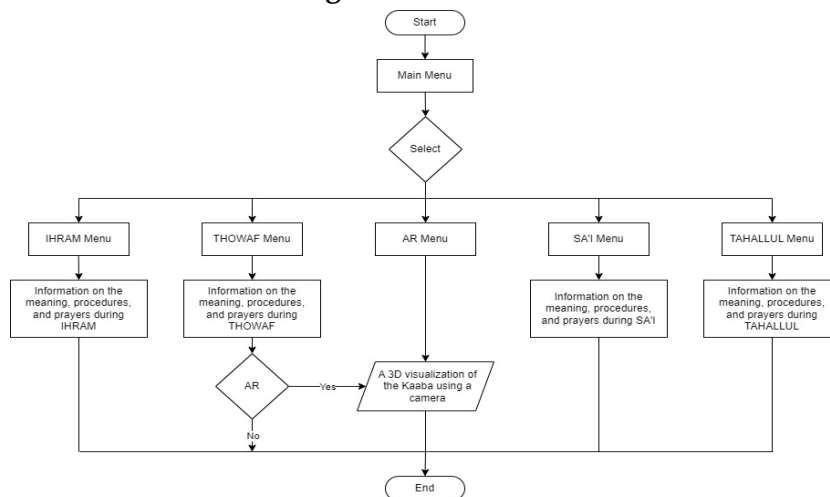 Start
Main Menu
Select
IHRAM Menu
THOWAF Menu
AR Menu
SA'I Menu
TAHALLUL Menu
Information on the
meaning, procedures,
and prayers during
IHRAM
Information on the
meaning, procedures,
and prayers during
THOWAF
Information on the
meaning, procedures,
and prayers during SA'I
Information on the
meaning, procedures,
and prayers during
TAHALLUL
AR
Yes
A 3D visualization of
the Kaaba using a
camera
No
End